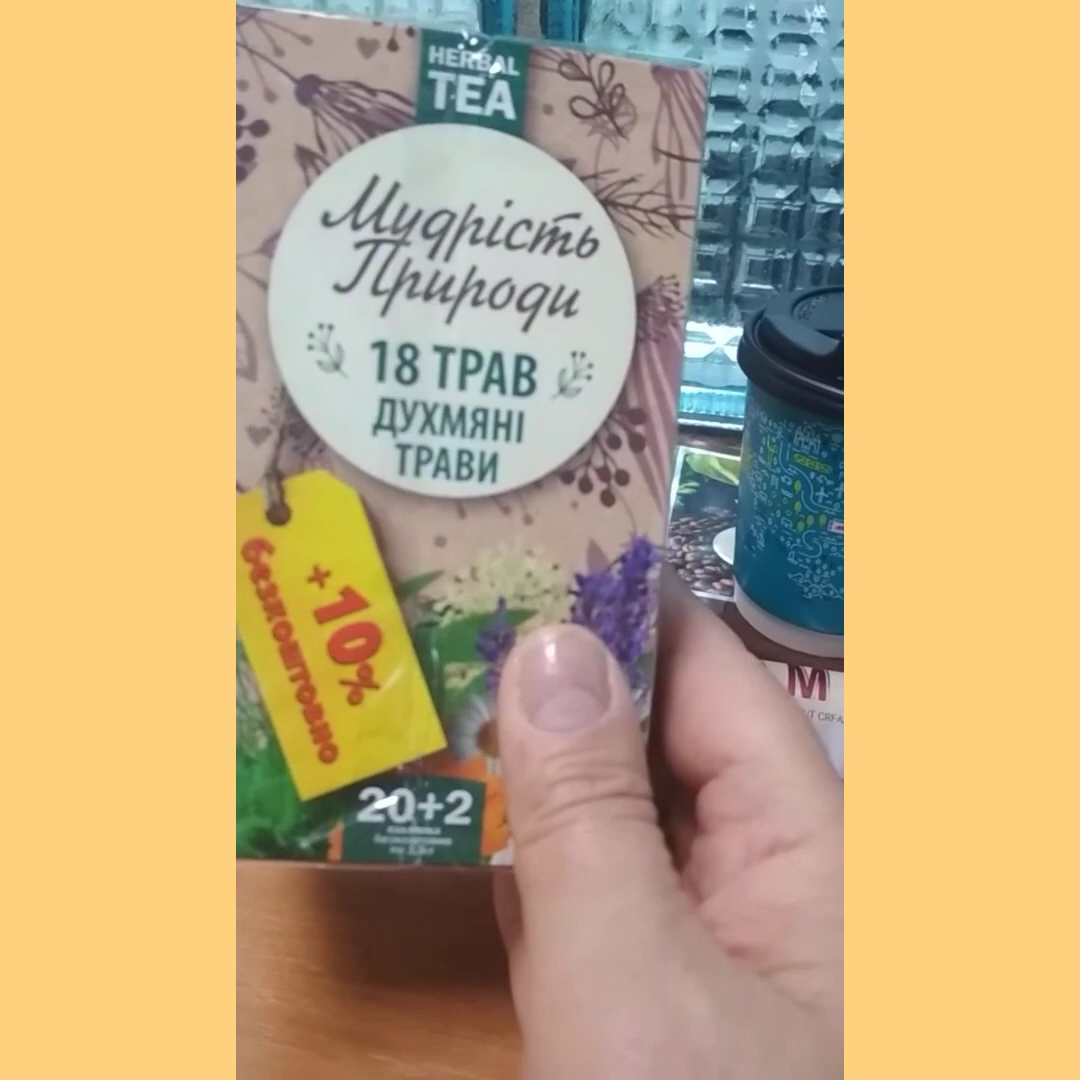 HERBAL
TEA
Мудрість
Природи
18 ТРАВ
ДУХМЯНІ
ТРАВИ
+10%
безкоштовно
20+2
M